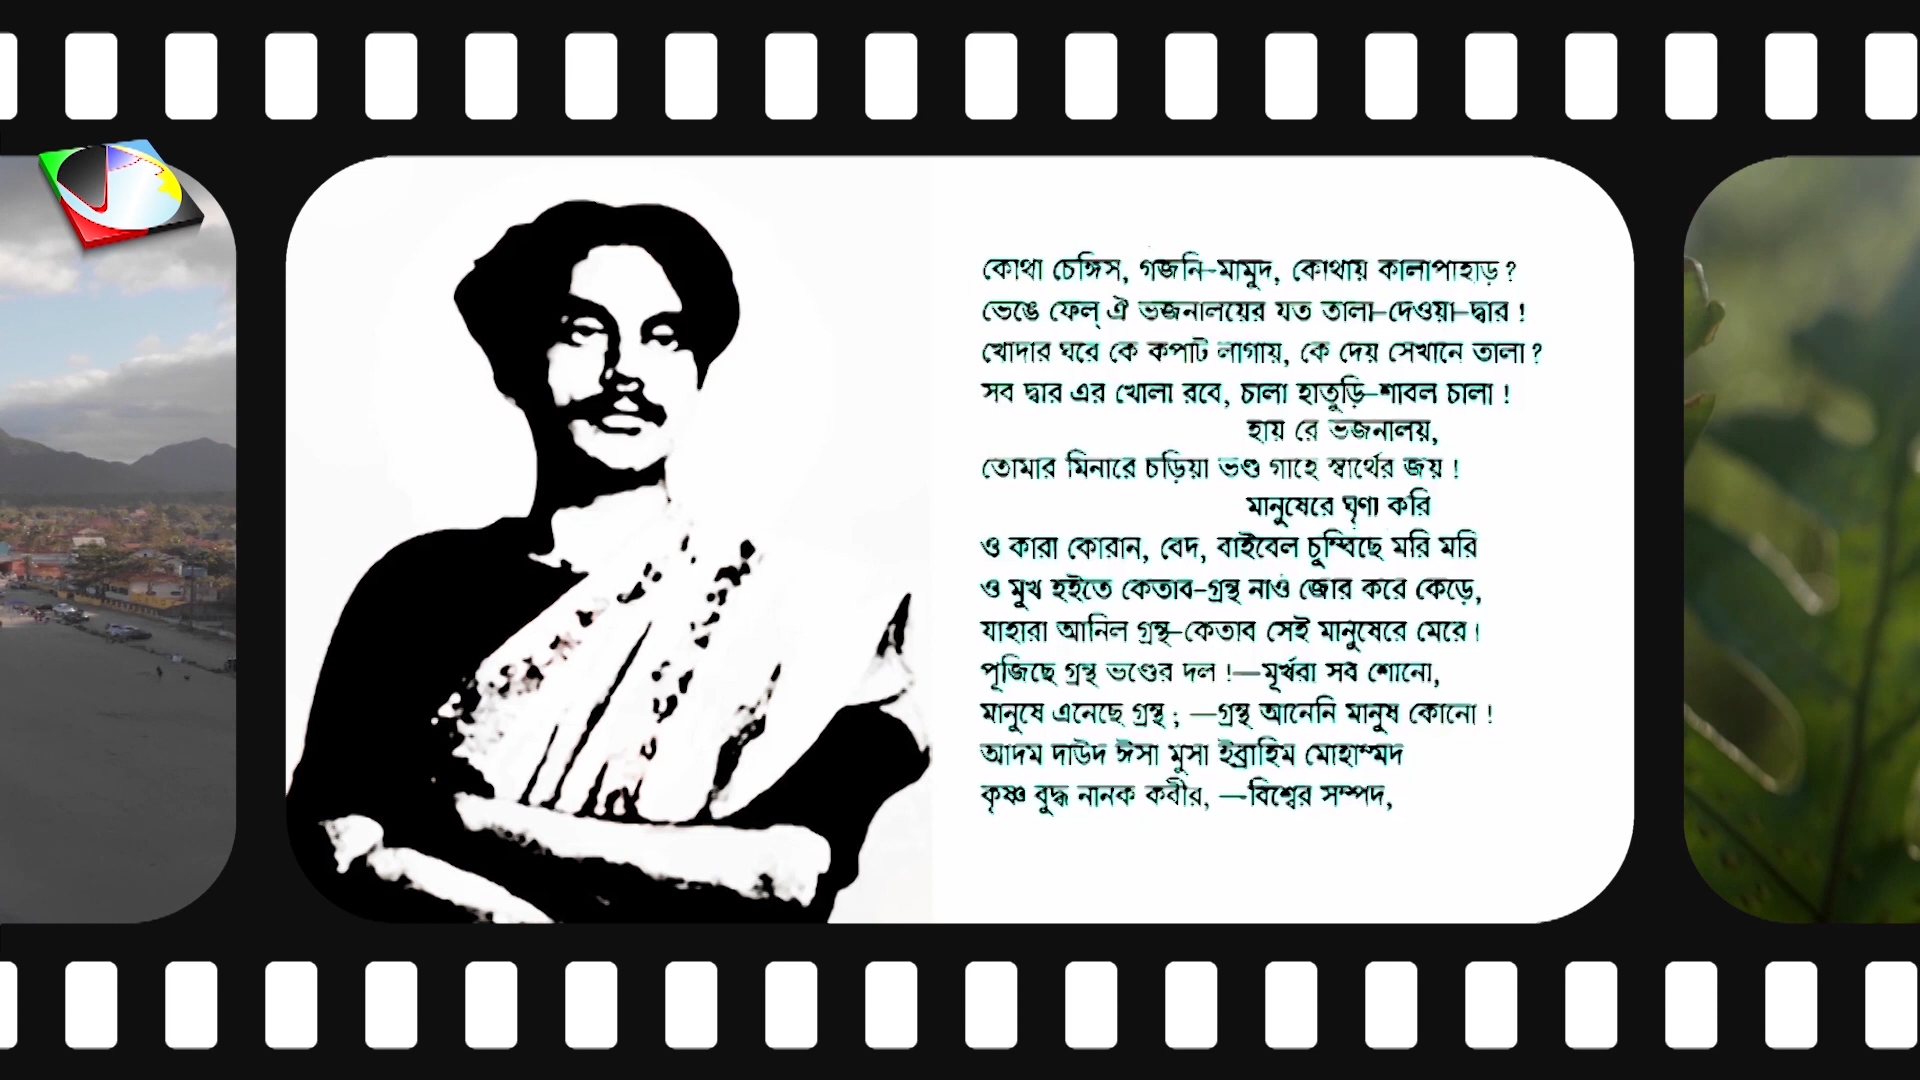 কোথা চেঙ্গিস, গজনি-মামুদ, কোথায় কালাপাহাড় ?
ভেঙে ফেল্ ঐ ভজনালয়ের যত তালা-দেওয়া-দ্বার !
খোদার ঘরে কে কপাট লাগায়, কে দেয় সেখানে তালা ?
সব দ্বার এর খোলা রবে, চালা হাতুড়ি-শাবল চালা !
হায় রে ভজনালয়,
তোমার মিনারে চড়িয়া ভণ্ড গাহে স্বার্থের জয় !
মানুষেরে ঘৃণা করি
ও কারা কোরান, বেদ, বাইবেল চুম্বিছে মরি মরি
ও মুখ হইতে কেতাব-গ্রন্থ নাও জোর করে কেড়ে,
যাহারা আনিল গ্রন্থ-কেতাব সেই মানুষেরে মেরে।
পূজিছে গ্রন্থ ভণ্ডের দল !—মূর্খরা সব শোনো,
মানুষে এনেছে গ্রন্থ ; —গ্রন্থ আনেনি মানুষ কোনো !
আদম দাউদ ঈসা মুসা ইব্রাহিম মোহাম্মদ
কৃষ্ণ বুদ্ধ নানক কবীর, —বিশ্বের সম্পদ,